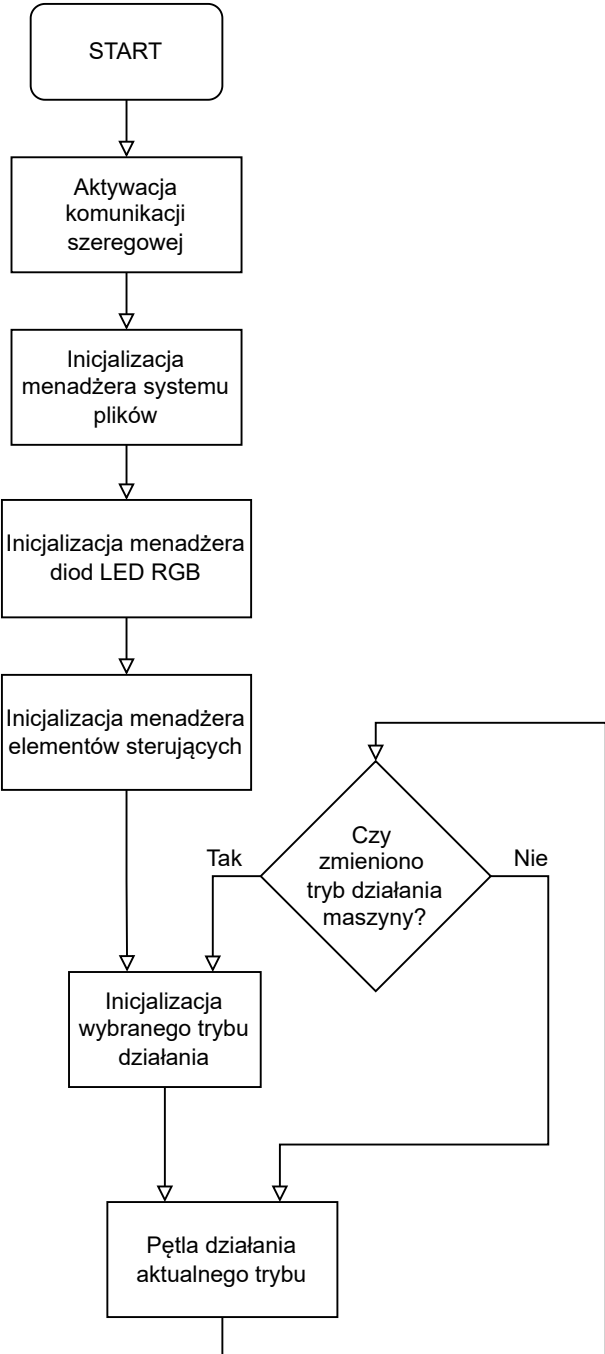 START
Aktywacja
komunikacji
szeregowej
Inicjalizacja
menadżera systemu
plików
Inicjalizacja menadżera
diod LED RGB
Inicjalizacja menadżera
elementów sterujących
Czy
zmieniono
tryb działania
maszyny?
Tak
Nie
Inicjalizacja
wybranego trybu
działania
Pętla działania
aktualnego trybu